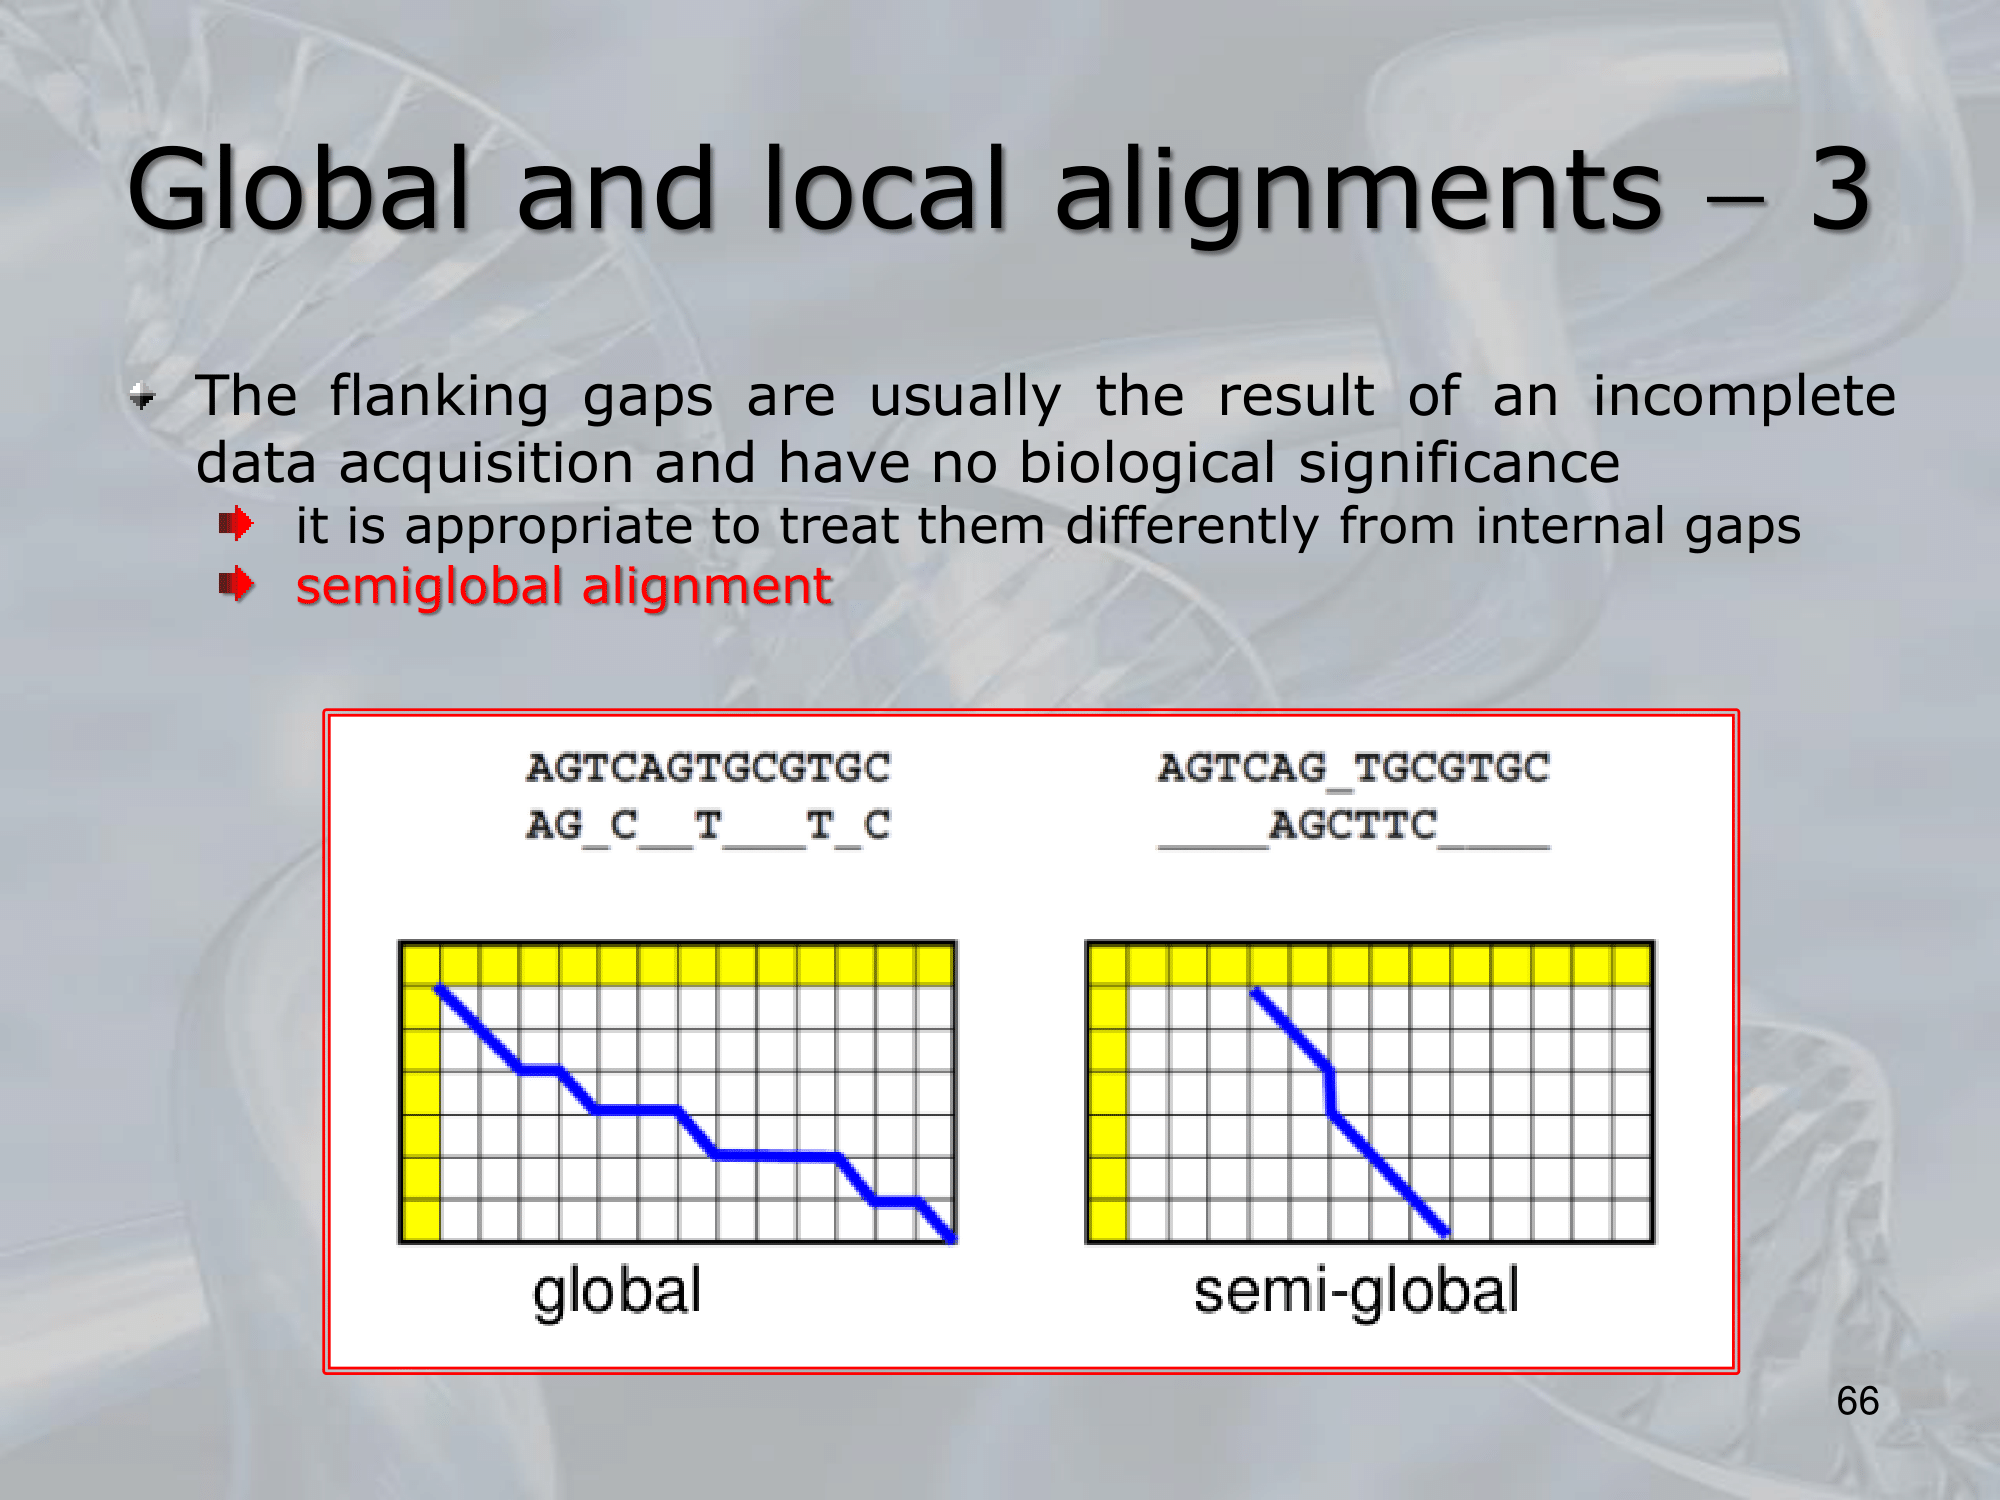 Global and local alignments – 3
The flanking gaps are usually the result of an incomplete
data acquisition and have no biological significance
it is appropriate to treat them differently from internal gaps
semiglobal alignment
AGTCAGTGCGTGC AGTCAG_TGCGTGC
AG_C__T___T_C ____AGCTTC____
global semi-global
66